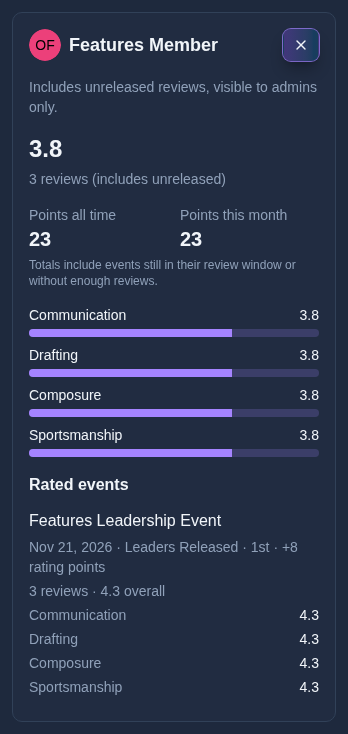 OF Features Member ×
Includes unreleased reviews, visible to admins
only.
3.8
3 reviews (includes unreleased)
Points all time Points this month
23 23
Totals include events still in their review window or
without enough reviews.
Communication 3.8
Drafting 3.8
Composure 3.8
Sportsmanship 3.8
Rated events
Features Leadership Event
Nov 21, 2026 · Leaders Released · 1st · +8
rating points
3 reviews · 4.3 overall
Communication 4.3
Drafting 4.3
Composure 4.3
Sportsmanship 4.3